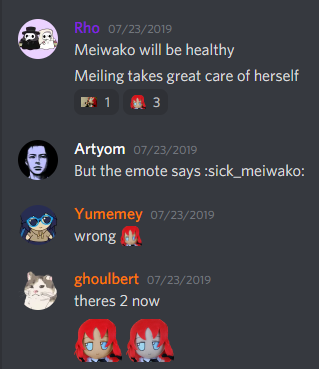 Rho 07/23/2019
Meiwako will be healthy
Meiling takes great care of herself
1 3
Artyom 07/23/2019
But the emote says :sick_meiwako:
Yumemey 07/23/2019
wrong
ghoulbert 07/23/2019
theres 2 now